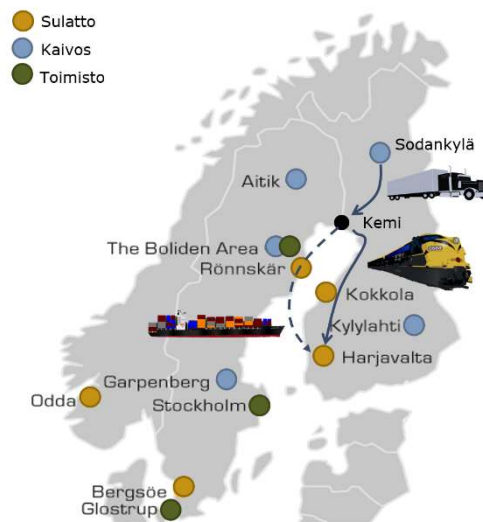 Sulatto
Kaivos
Toimisto
Sodankylä
Aitik
Kemi
The Boliden Area
Rönnskär
Kokkola
Kylylahti
Harjavalta
Garpenberg
Odda
Stockholm
Bergsöe
Glostrup